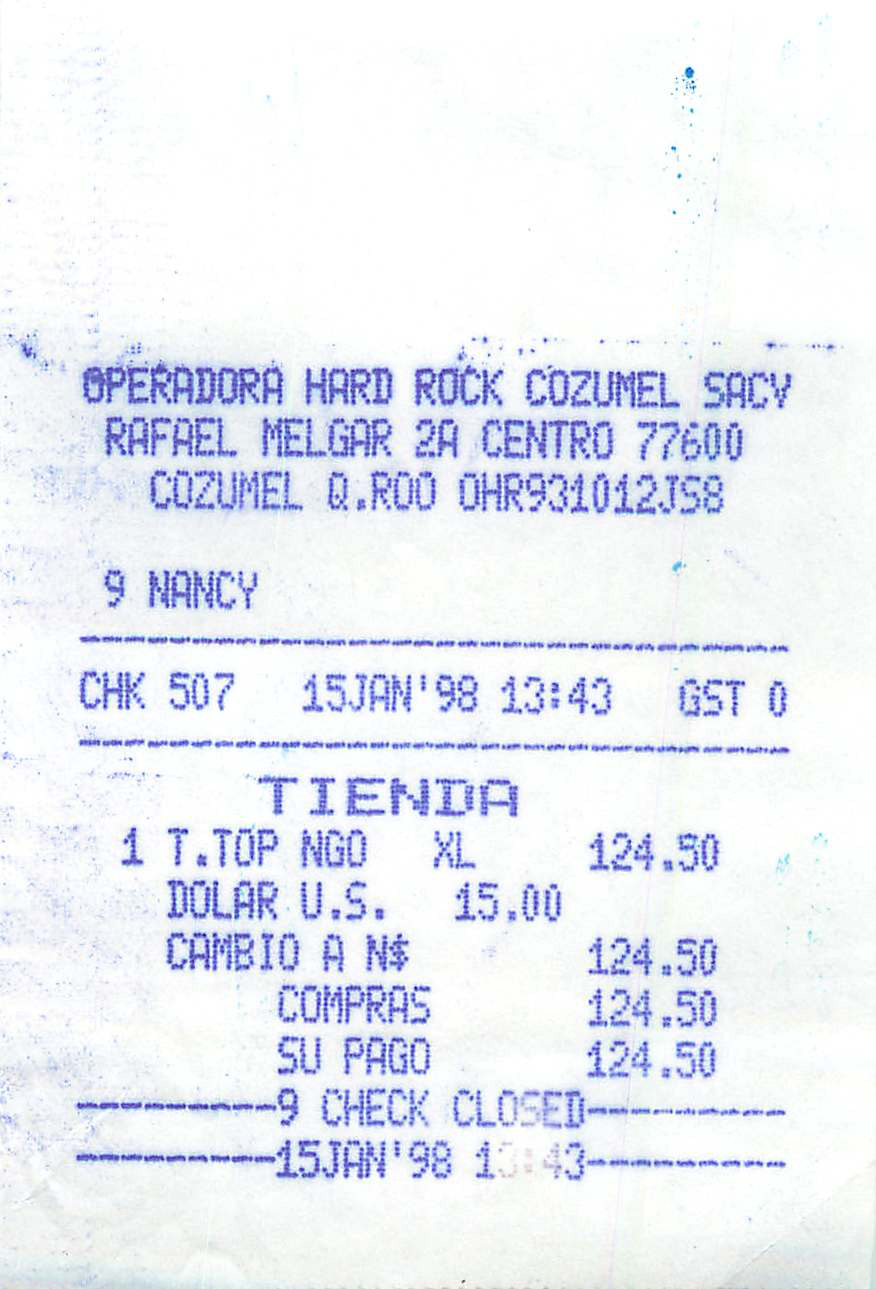 OPERADORA HARD ROCK COZUMEL SACV
RAFAEL MELGAR 2A CENTRO 77600
COZUMEL Q.ROO OHR931012JS8
9 NANCY
CHK 507 15JAN'98 13:43 GST 0
TIENDA
1 T.TOP NGO XL 124.50
DOLAR U.S. 15.00
CAMBIO A N$ 124.50
COMPRAS 124.50
SU PAGO 124.50
9 CHECK CLOSED
15JAN'98 13:43